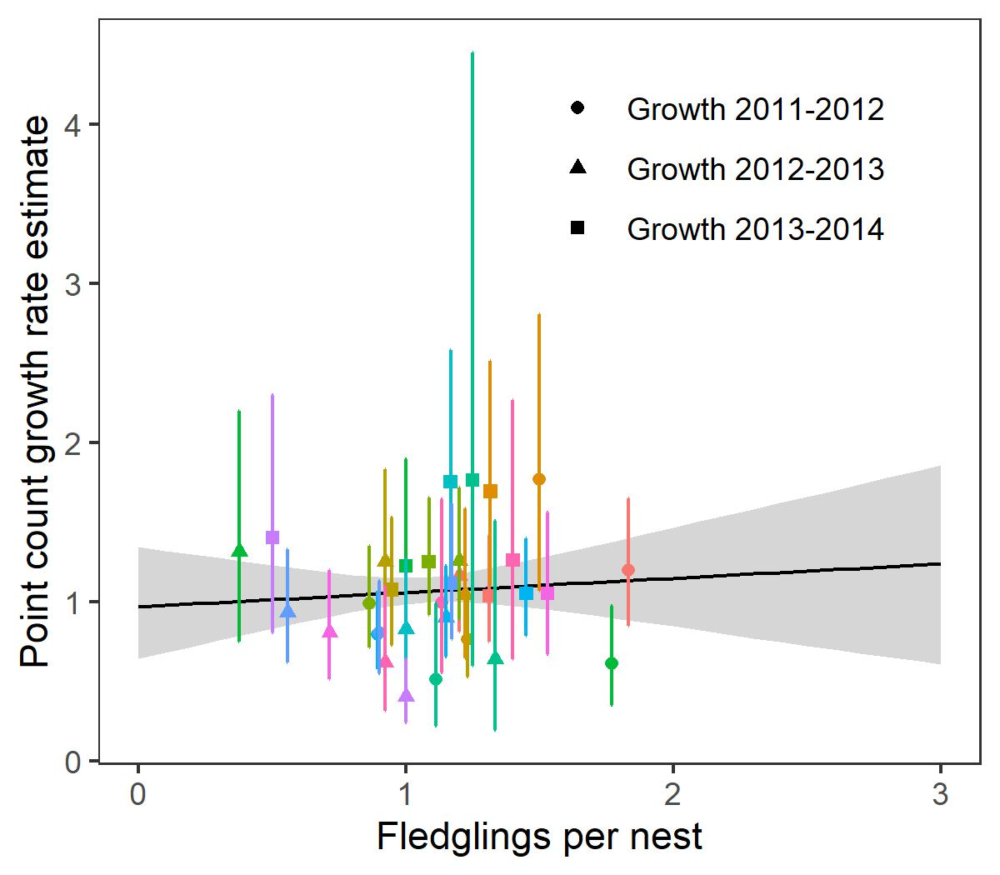 Point count growth rate estimate
4
3
2
1
0
Growth 2011-2012
Growth 2012-2013
Growth 2013-2014
0 1 2 3
Fledglings per nest